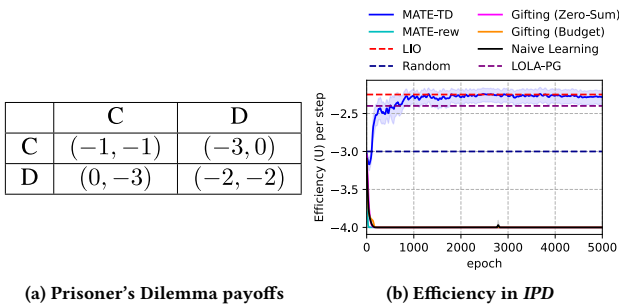 C D
C (−1, −1) (−3, 0)
D (0, −3) (−2, −2)
(a) Prisoner's Dilemma payoffs
MATE-TD Gifting (Zero-Sum)
MATE-rew Gifting (Budget)
LIO Naive Learning
Random LOLA-PG
Efficiency (U) per step
−2.5
−3.0
−3.5
−4.0
0 1000 2000 3000 4000 5000
epoch
(b) Efficiency in IPD